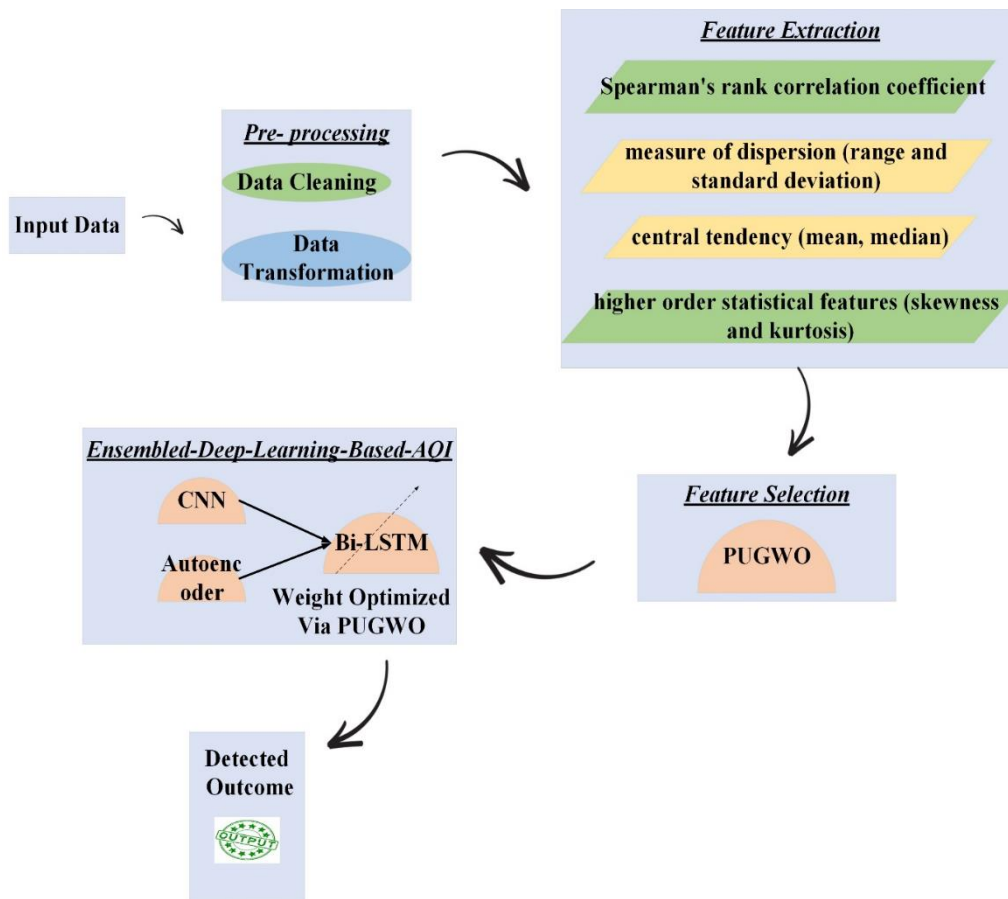 Input Data
Pre- processing
Data Cleaning
Data
Transformation
Feature Extraction
Spearman's rank correlation coefficient
measure of dispersion (range and
standard deviation)
central tendency (mean, median)
higher order statistical features (skewness
and kurtosis)
Feature Selection
PUGWO
Ensembled-Deep-Learning-Based-AQI
CNN
Autoenc
oder
Bi-LSTM
Weight Optimized
Via PUGWO
Detected
Outcome
OUTPUT